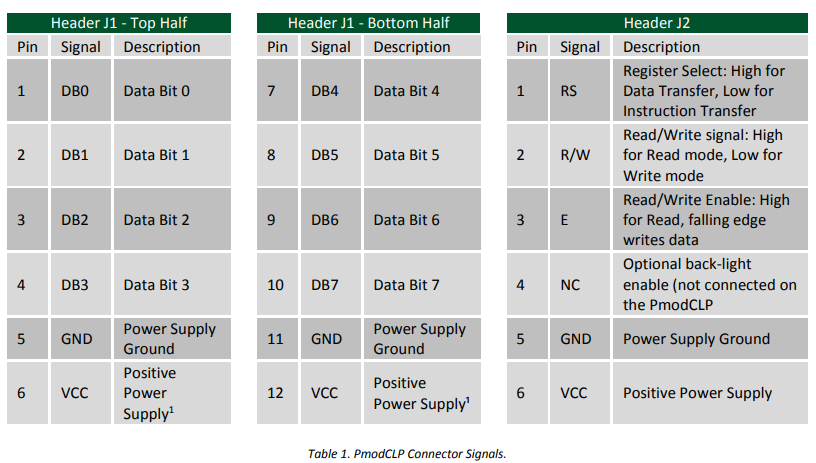 Header J1 - Top Half
Pin Signal Description
1 DB0 Data Bit 0
2 DB1 Data Bit 1
3 DB2 Data Bit 2
4 DB3 Data Bit 3
5 GND Power Supply
Ground
6 VCC Positive
Power
Supply¹
Header J1 - Bottom Half
Pin Signal Description
7 DB4 Data Bit 4
8 DB5 Data Bit 5
9 DB6 Data Bit 6
10 DB7 Data Bit 7
11 GND Power Supply
Ground
12 VCC Positive
Power Supply¹
Header J2
Pin Signal Description
1 RS Register Select: High for
Data Transfer, Low for
Instruction Transfer
2 R/W Read/Write signal: High
for Read mode, Low for
Write mode
3 E Read/Write Enable: High
for Read, falling edge
writes data
4 NC Optional back-light
enable (not connected on
the PmodCLP
5 GND Power Supply Ground
6 VCC Positive Power Supply
Table 1. PmodCLP Connector Signals.